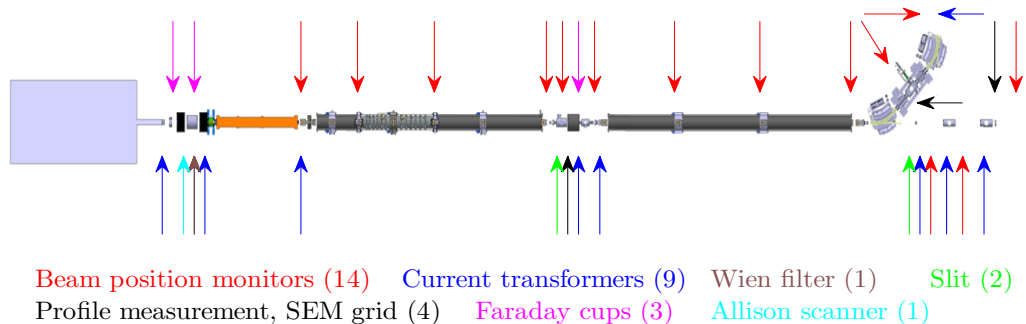 Beam position monitors (14) Current transformers (9) Wien filter (1) Slit (2)
Profile measurement, SEM grid (4) Faraday cups (3) Allison scanner (1)